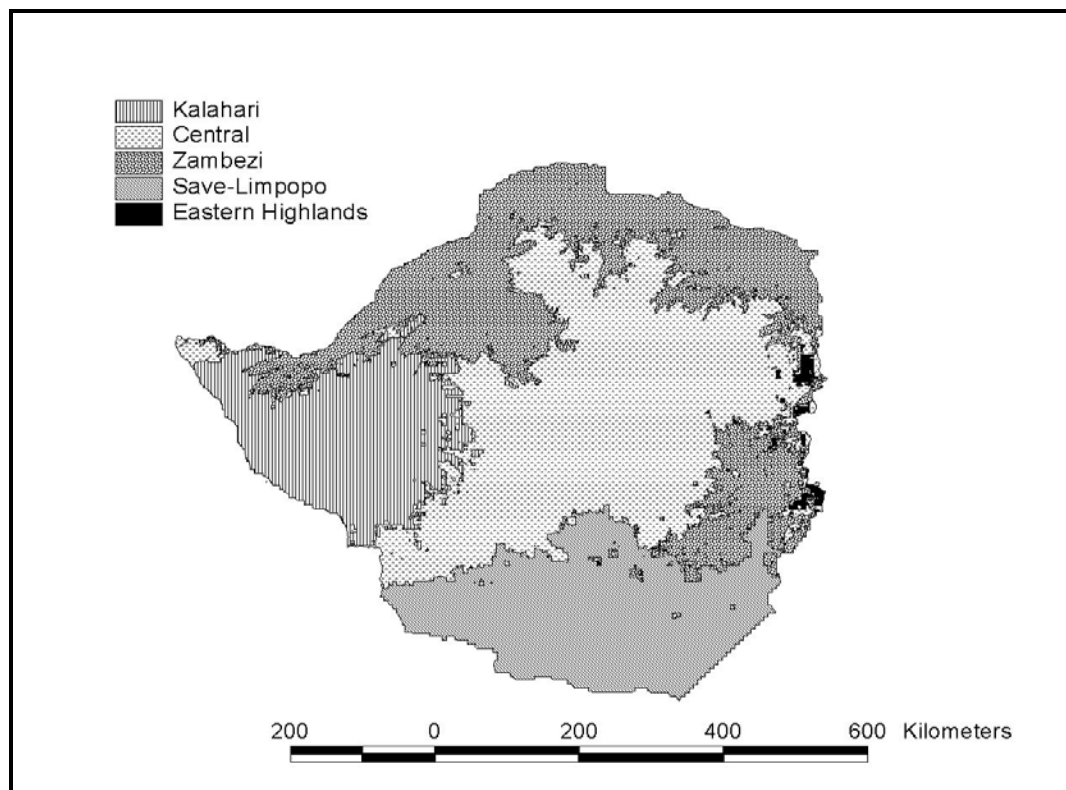 Kalahari
Central
Zambezi
Save-Limpopo
Eastern Highlands
200 0 200 400 600 Kilometers